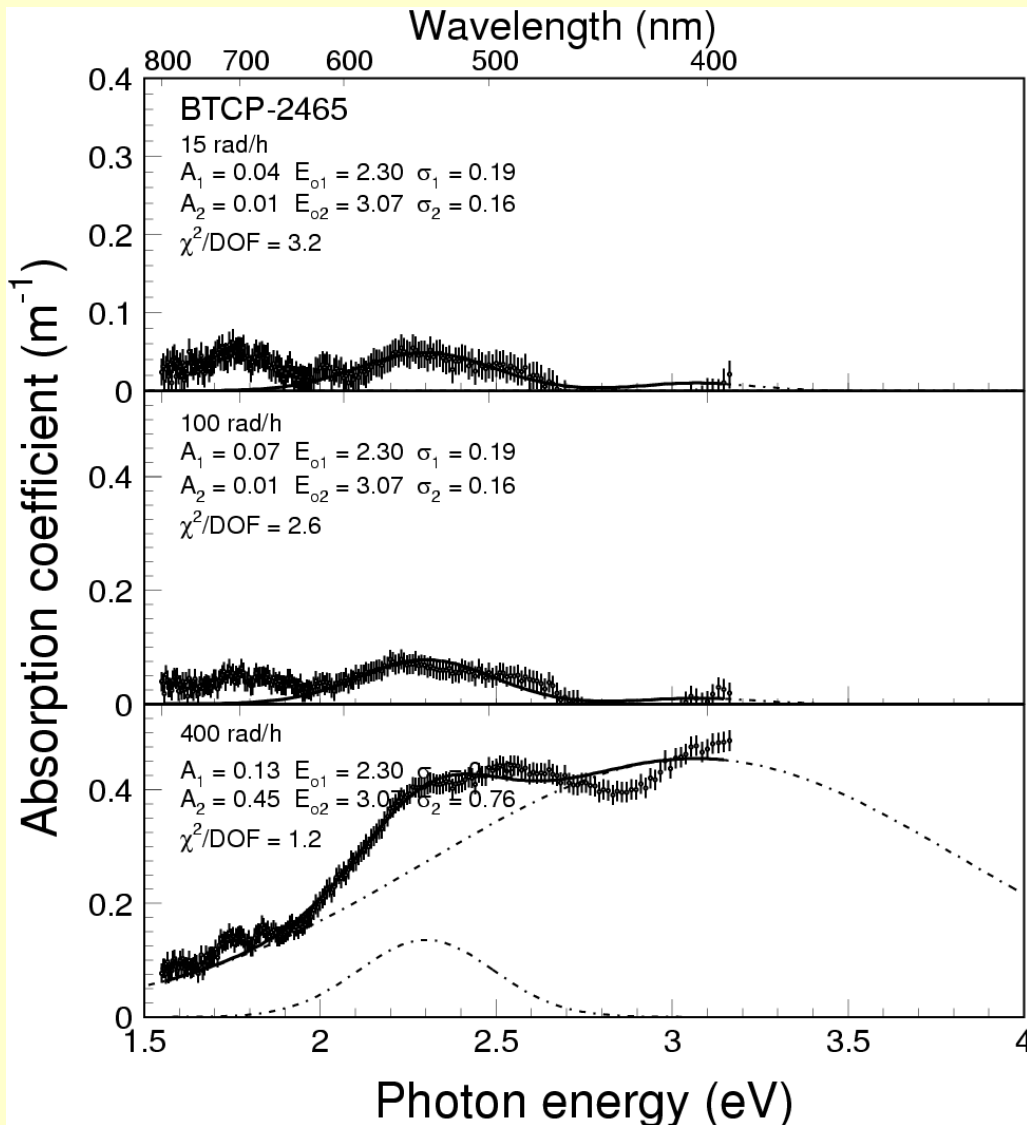 Wavelength (nm)
800 700 600 500 400
0.4
BTCP-2465
15 rad/h
A1 = 0.04 Eo1 = 2.30 σ1 = 0.19
A2 = 0.01 Eo2 = 3.07 σ2 = 0.16
χ²/DOF = 3.2
0.3
0.2
0.1
0
100 rad/h
A1 = 0.07 Eo1 = 2.30 σ1 = 0.19
A2 = 0.01 Eo2 = 3.07 σ2 = 0.16
χ²/DOF = 2.6
0.4
0.2
0
400 rad/h
A1 = 0.13 Eo1 = 2.30 σ
A2 = 0.45 Eo2 = 3.07 σ2 = 0.76
χ²/DOF = 1.2
0.4
0.2
0
Absorption coefficient (m⁻¹)
1.5 2 2.5 3 3.5 4
Photon energy (eV)